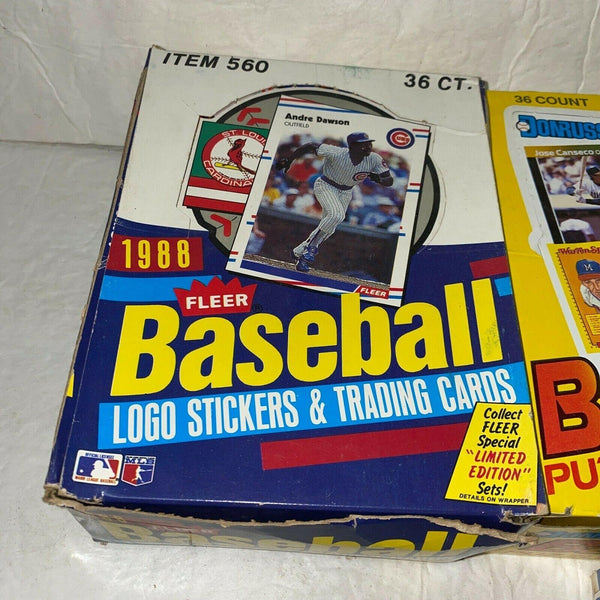 ITEM 560
36 CT.
Andre Dawson
OUTFIELD
ST. LOUIS
CARDINALS
FLEER
1988
FLEER
Baseball
LOGO STICKERS & TRADING CARDS
Collect
FLEER
Special
"LIMITED
EDITION"
Sets!
DETAILS ON WRAPPER
MLB
Baseball
36 COUNT
DONRUSS
Jose Canseco
B
PU